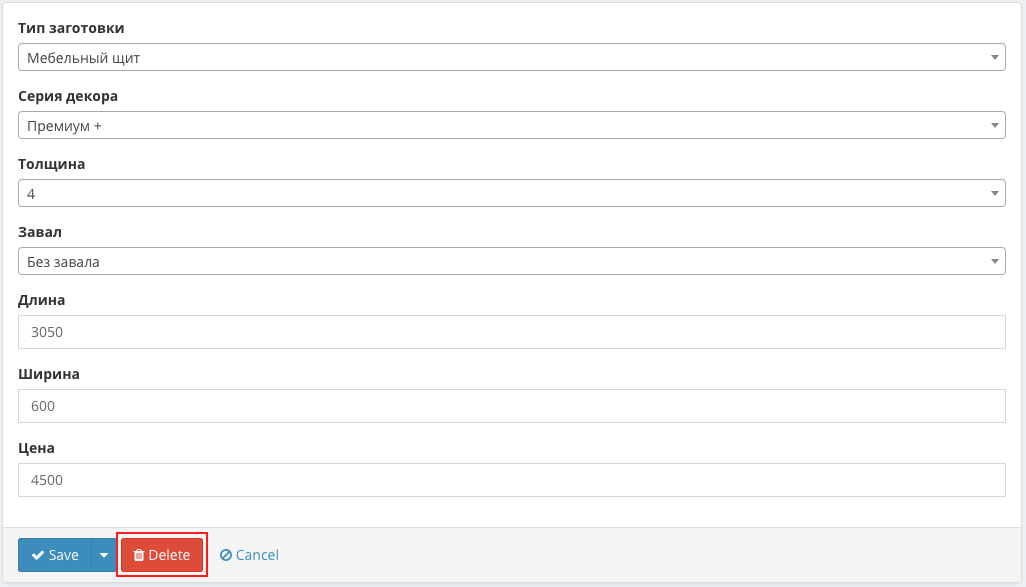 Тип заготовки
Мебельный щит
Серия декора
Премиум +
Толщина
4
Завал
Без завала
Длина
3050
Ширина
600
Цена
4500
Save Delete Cancel